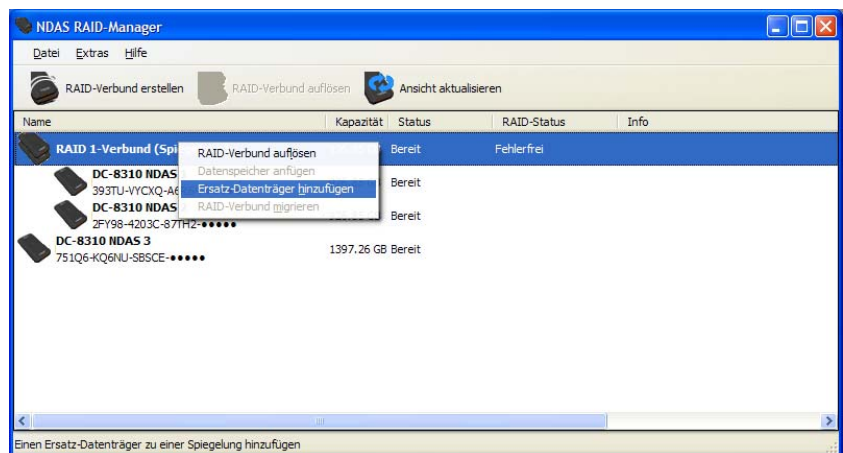 NDAS RAID-Manager
Datei Extras Hilfe
RAID-Verbund erstellen RAID-Verbund auflösen Ansicht aktualisieren
Name Kapazität Status RAID-Status Info
RAID 1-Verbund (Spi Bereit Fehlerfrei
RAID-Verbund auflösen
Datenspeicher anfügen
Ersatz-Datenträger hinzufügen
RAID-Verbund migrieren
DC-8310 NDAS
393TU-VYCXQ-A6 Bereit
DC-8310 NDAS
2FY98-4203C-87TH2-●●●●● Bereit
DC-8310 NDAS 3
751Q6-KQ6NU-SBSCE-●●●●● 1397.26 GB Bereit
Einen Ersatz-Datenträger zu einer Spiegelung hinzufügen